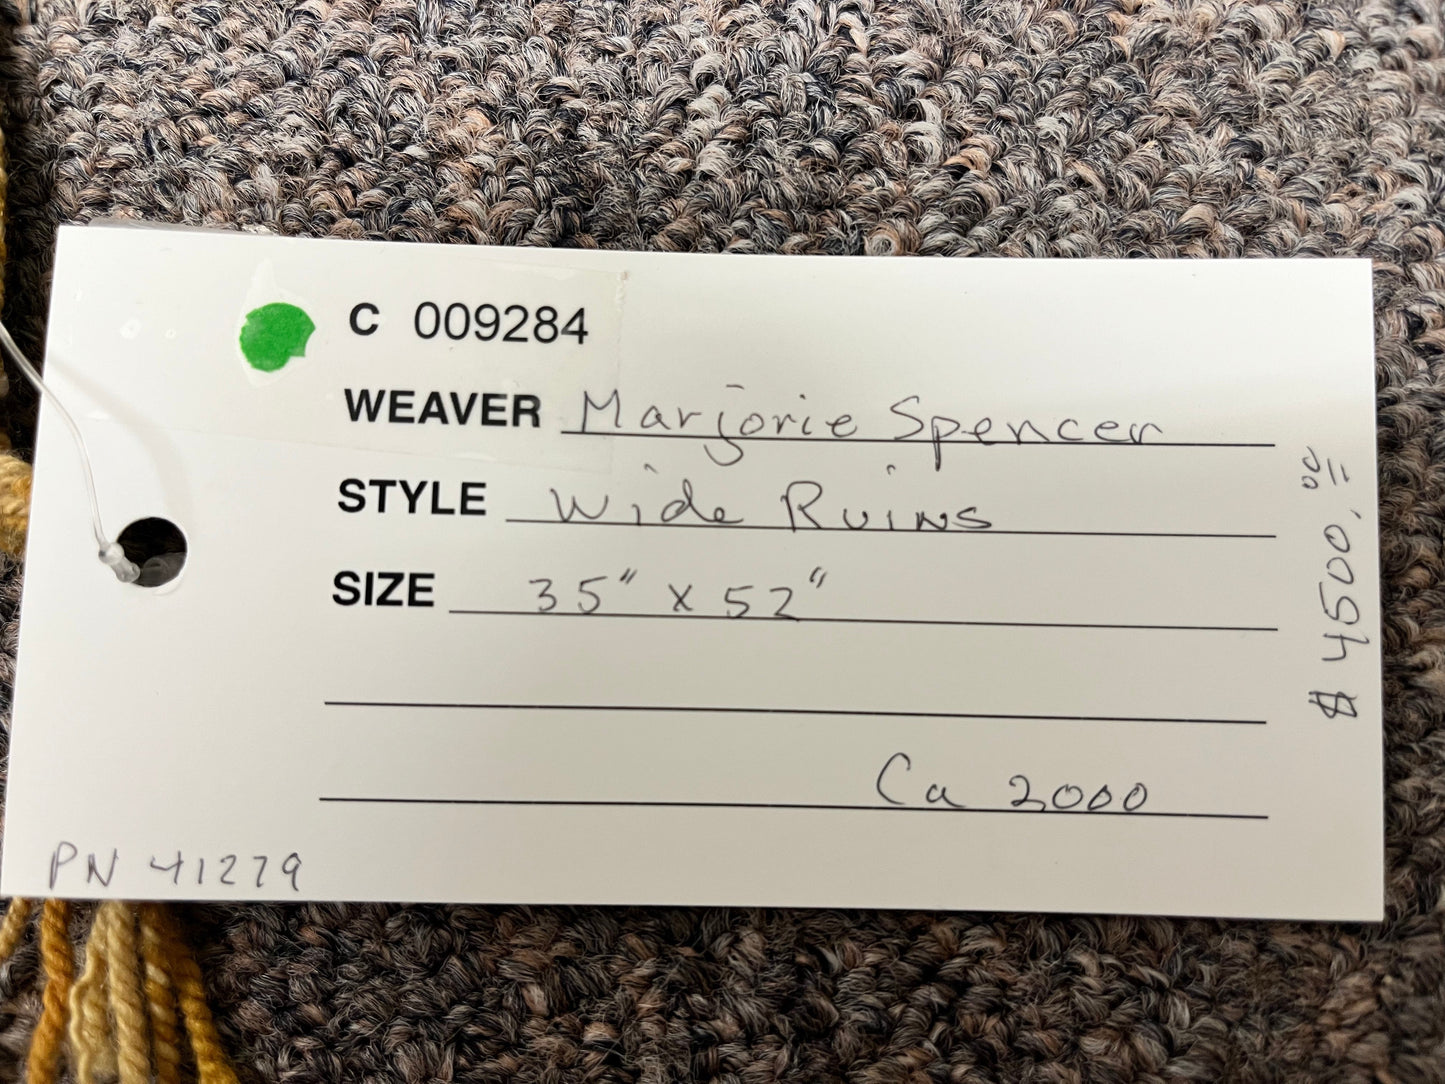 C 009284
WEAVER Marjorie Spencer
STYLE Wide Ruins
SIZE 35" x 52"
Ca 2000
PN 41279
$4500.00